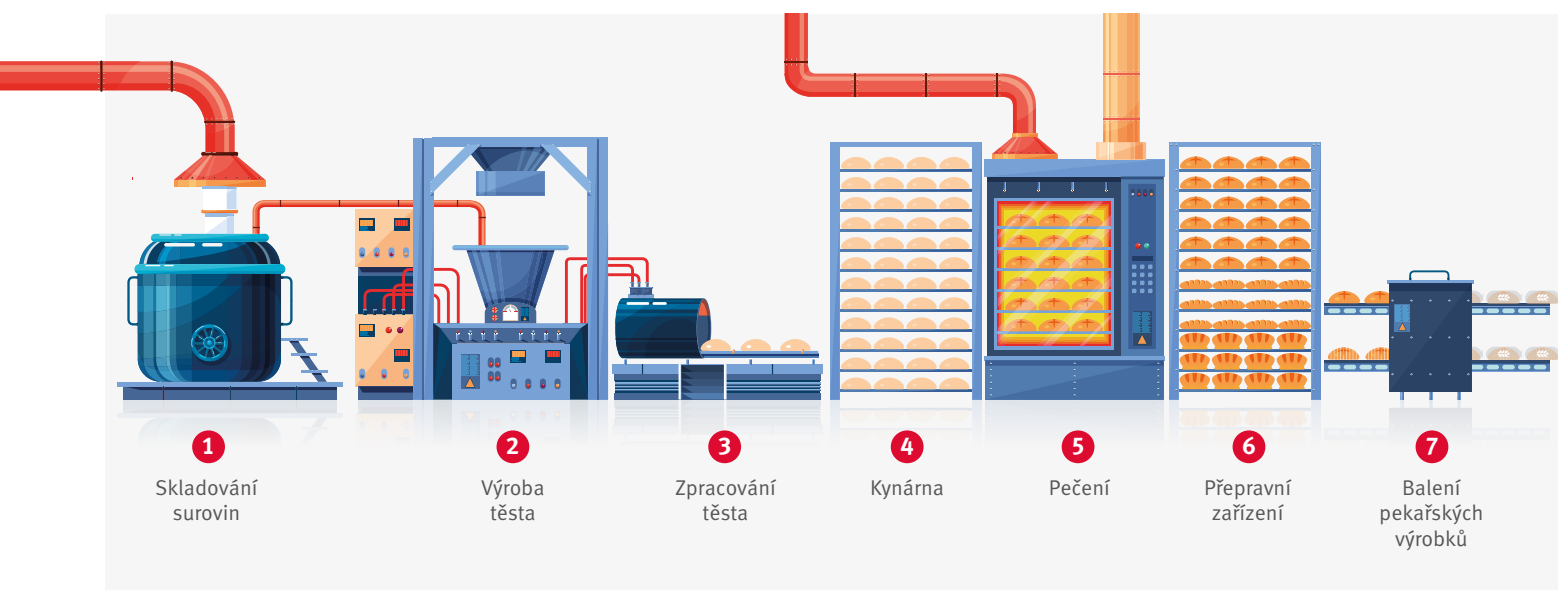 1
Skladování
surovin
2
Výroba
těsta
3
Zpracování
těsta
4
Kynárna
5
Pečení
6
Přepravní
zařízení
7
Balení
pekařských
výrobků